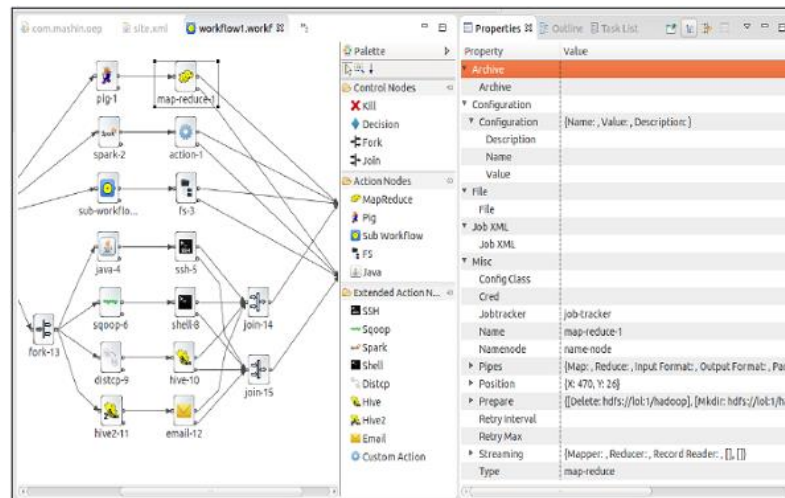 com.mashin.oep
site.xml
workflow1.workf
pig-1
map-reduce-1
spark-2
action-1
sub-workflo...
fs-3
java-4
ssh-5
sqoop-6
shell-8
join-14
fork-13
distcp-9
hive-10
join-15
hive2-11
email-12
Palette
Control Nodes
Kill
Decision
Fork
Join
Action Nodes
MapReduce
Pig
Sub Workflow
FS
Java
Extended Action N...
SSH
Sqoop
Spark
Shell
Distcp
Hive
Hive2
Email
Custom Action
Properties Outline Task List
Property Value
Archive
Archive
Configuration
Configuration {Name: , Value: , Description: }
Description
Name
Value
File
File
Job XML
Job XML
Misc
Config Class
Cred
Jobtracker job-tracker
Name map-reduce-1
Namenode name-node
Pipes {Map: , Reduce: , Input Format: , Output Format: , Par
Position {X: 470, Y: 26}
Prepare {[Delete: hdfs://lol:1/hadoop], [Mkdir: hdfs://lol:1/ha
Retry Interval
Retry Max
Streaming {Mapper: , Reducer: , Record Reader: , [], []}
Type map-reduce